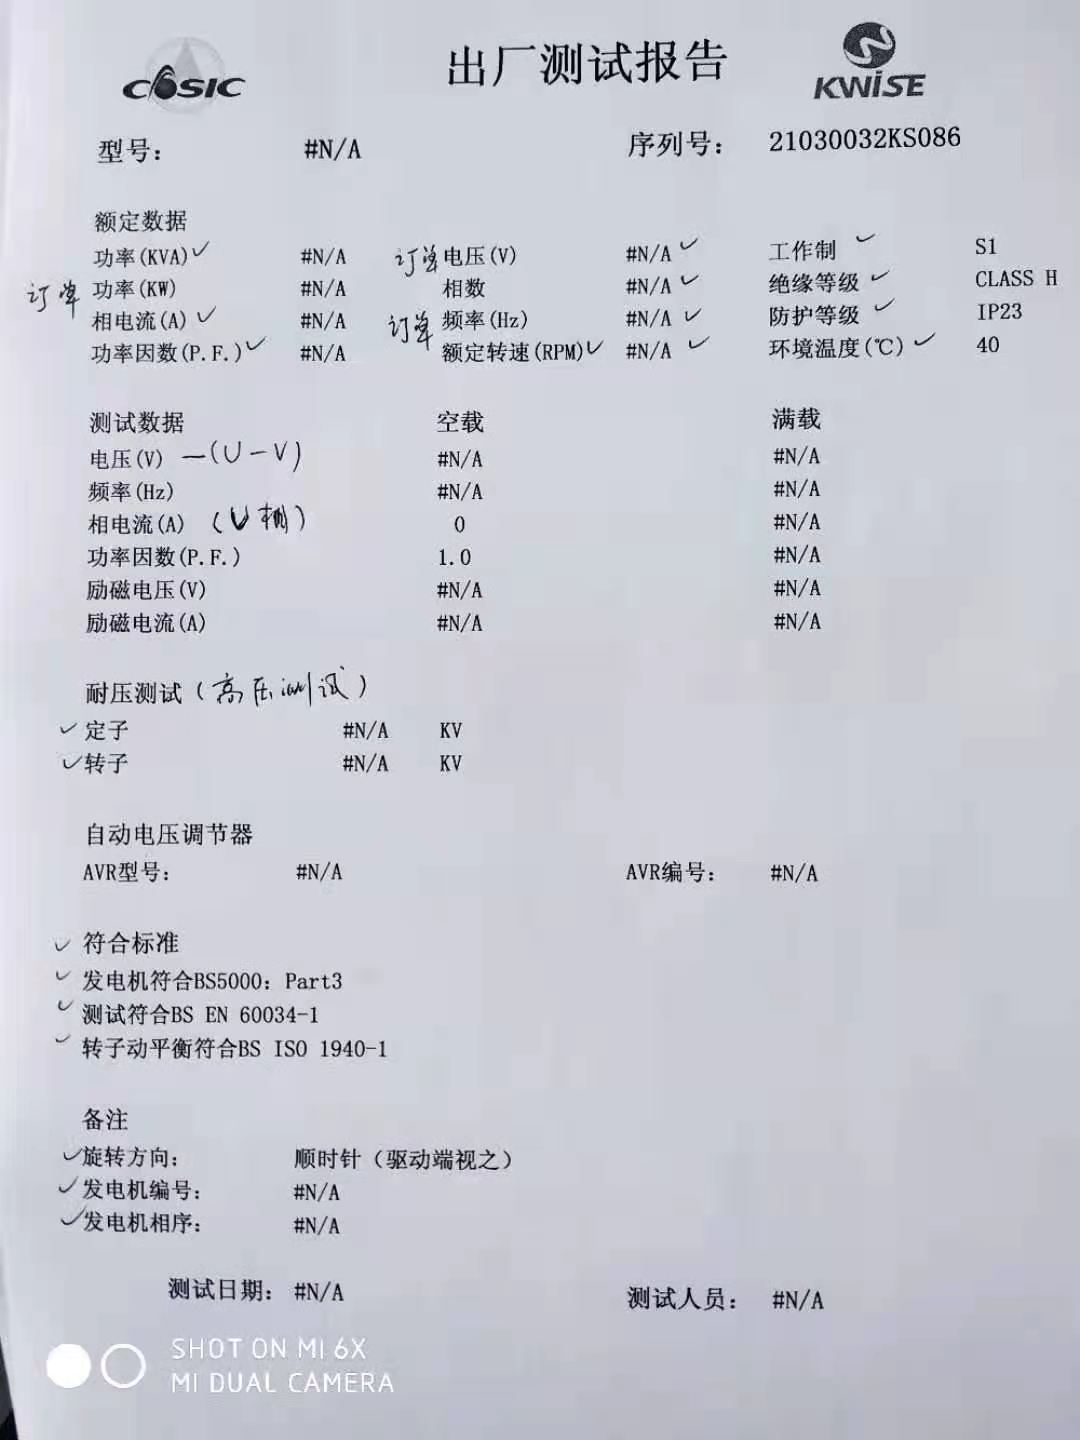 COSIC 出厂测试报告 KWISE
型号: #N/A 序列号: 21030032KS086
额定数据
功率(KVA)✓ #N/A 订单 电压(V) #N/A ✓ 工作制 ✓ S1
订单 功率(KW) #N/A 相数 #N/A ✓ 绝缘等级 ✓ CLASS H
相电流(A) ✓ #N/A 订单 频率(Hz) #N/A ✓ 防护等级 ✓ IP23
功率因数(P.F.)✓ #N/A 额定转速(RPM)✓ #N/A ✓ 环境温度(℃) ✓ 40
测试数据 空载 满载
电压(V) —(U-V) #N/A #N/A
频率(Hz) #N/A #N/A
相电流(A) (U相) 0 #N/A
功率因数(P.F.) 1.0 #N/A
励磁电压(V) #N/A #N/A
励磁电流(A) #N/A #N/A
耐压测试(高压测试)
✓定子 #N/A KV
✓转子 #N/A KV
自动电压调节器
AVR型号: #N/A AVR编号: #N/A
✓ 符合标准
✓ 发电机符合BS5000: Part3
✓ 测试符合BS EN 60034-1
✓ 转子动平衡符合BS ISO 1940-1
备注
✓旋转方向: 顺时针(驱动端视之)
✓发电机编号: #N/A
✓发电机相序: #N/A
测试日期: #N/A 测试人员: #N/A
SHOT ON MI 6X
MI DUAL CAMERA